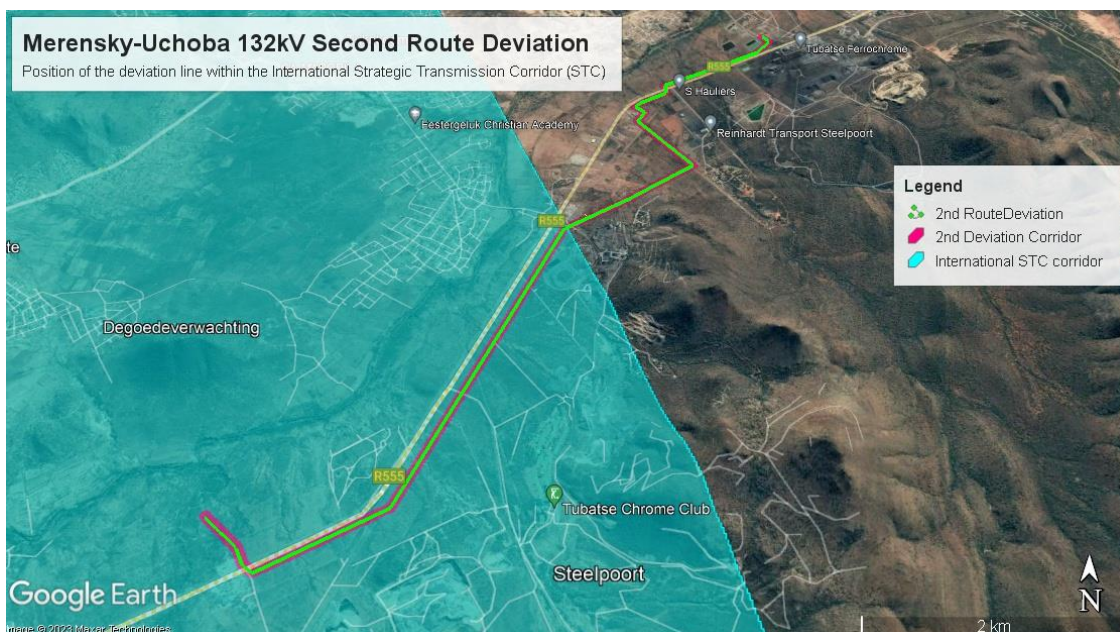 Merensky-Uchoba 132kV Second Route Deviation
Position of the deviation line within the International Strategic Transmission Corridor (STC)
Tubatse Ferrochrome
R555
S Hauliers
Festergeluk Christian Academy
Reinhardt Transport Steelpoort
Legend
2nd RouteDeviation
2nd Deviation Corridor
International STC corridor
R555
te
Degoedeverwachting
R555
Tubatse Chrome Club
Steelpoort
Google Earth
N
Image © 2023 Maxar Technologies
2 km